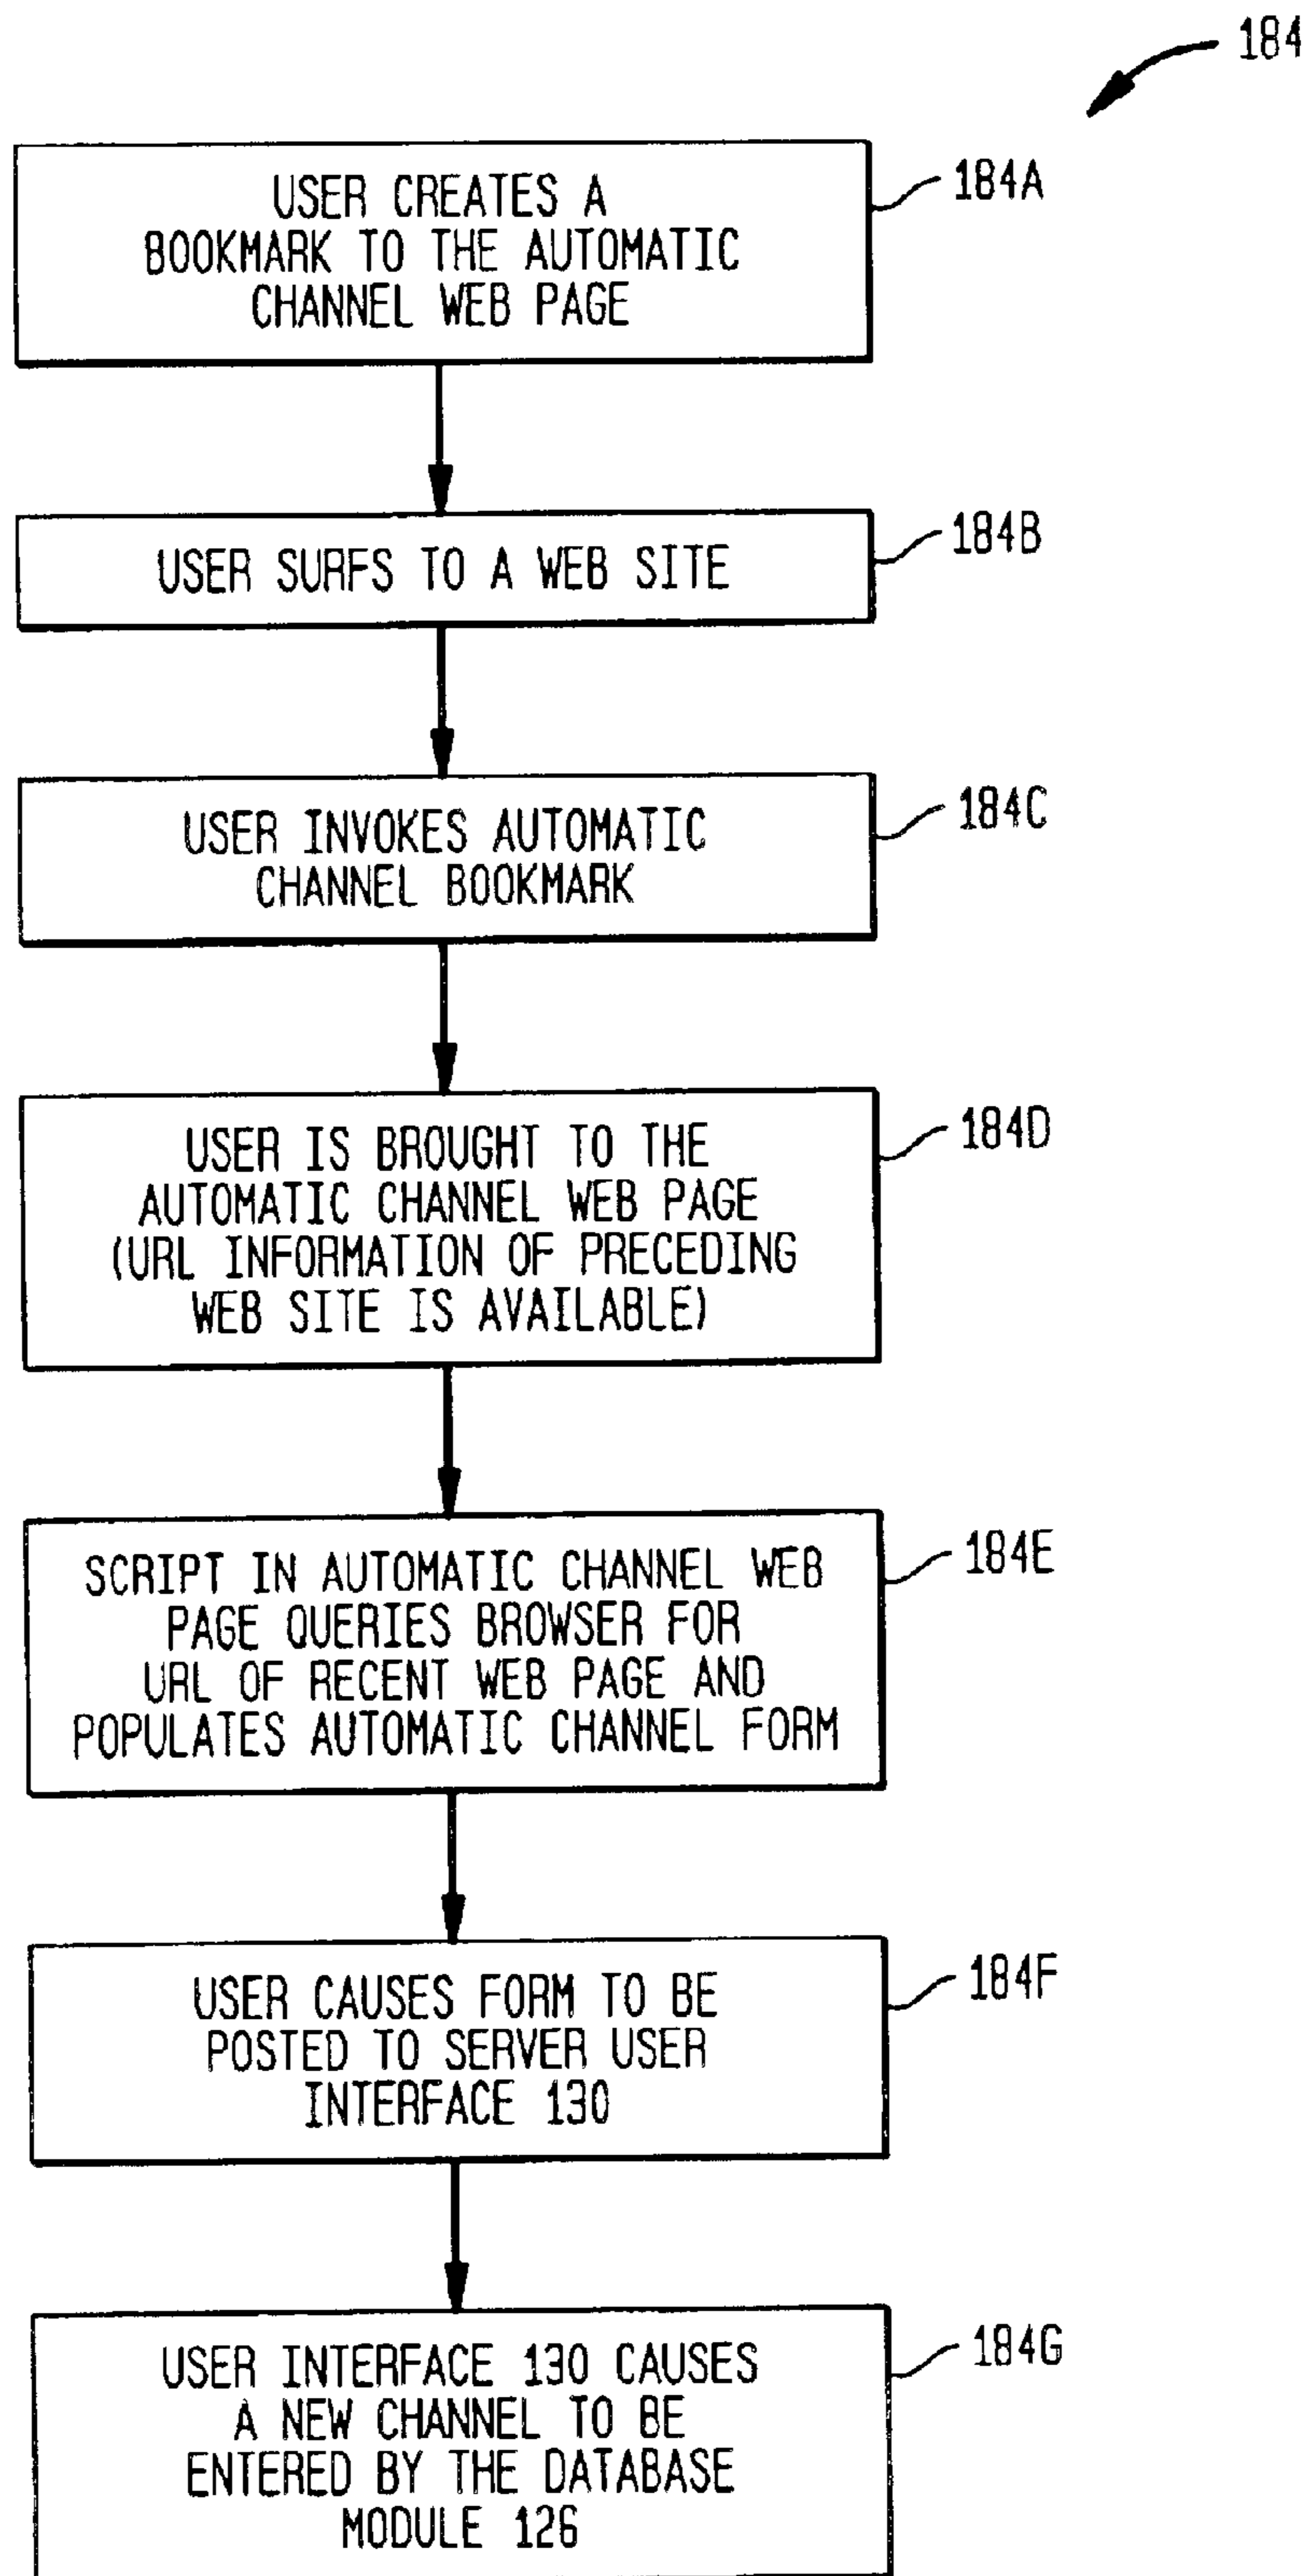 184
USER CREATES A
BOOKMARK TO THE AUTOMATIC
CHANNEL WEB PAGE
184A
USER SURFS TO A WEB SITE
184B
USER INVOKES AUTOMATIC
CHANNEL BOOKMARK
184C
USER IS BROUGHT TO THE
AUTOMATIC CHANNEL WEB PAGE
(URL INFORMATION OF PRECEDING
WEB SITE IS AVAILABLE)
184D
SCRIPT IN AUTOMATIC CHANNEL WEB
PAGE QUERIES BROWSER FOR
URL OF RECENT WEB PAGE AND
POPULATES AUTOMATIC CHANNEL FORM
184E
USER CAUSES FORM TO BE
POSTED TO SERVER USER
INTERFACE 130
184F
USER INTERFACE 130 CAUSES
A NEW CHANNEL TO BE
ENTERED BY THE DATABASE
MODULE 126
184G